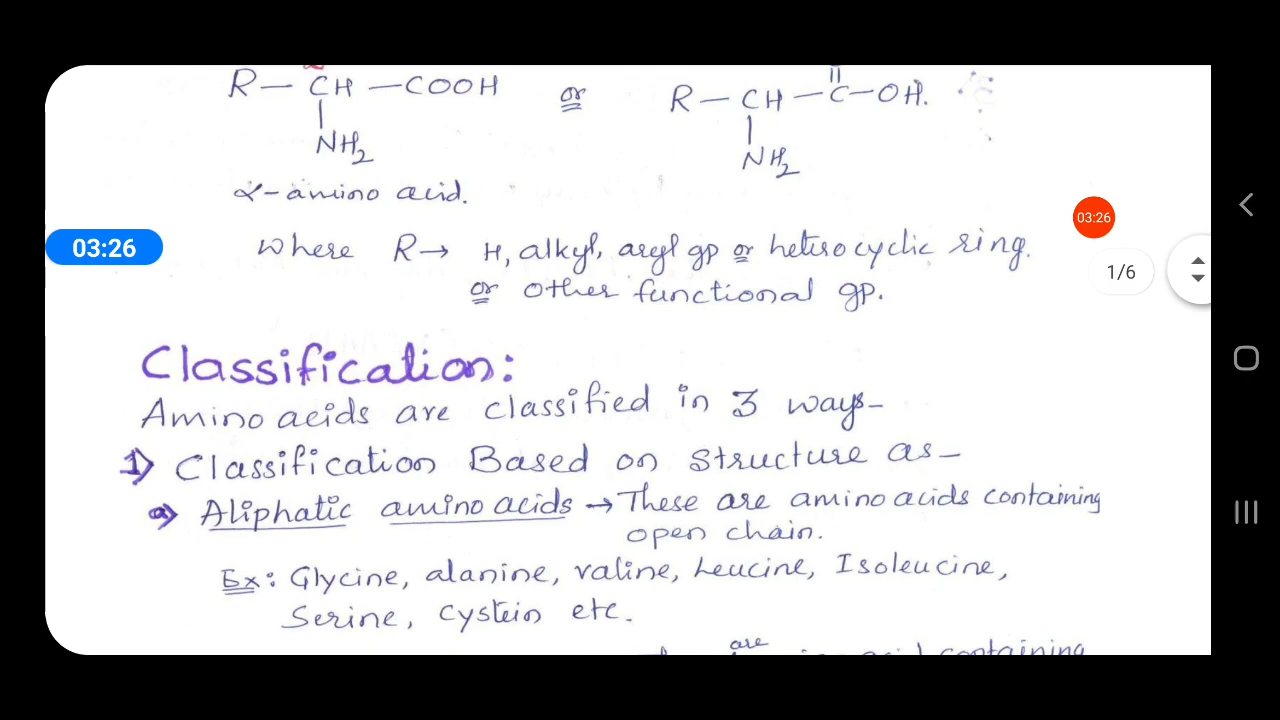 R — CH — COOH or R — CH — C — OH.
NH2 NH2
α-amino acid.
where R → H, alkyl, aryl gp or heterocyclic ring.
or other functional gp.
03:26
03:26
1/6
Classification:
Amino acids are classified in 3 ways-
1) Classification Based on structure as-
a) Aliphatic amino acids → These are amino acids containing
open chain.
Ex: Glycine, alanine, valine, Leucine, Isoleucine,
Serine, cystein etc.
are
acid containing